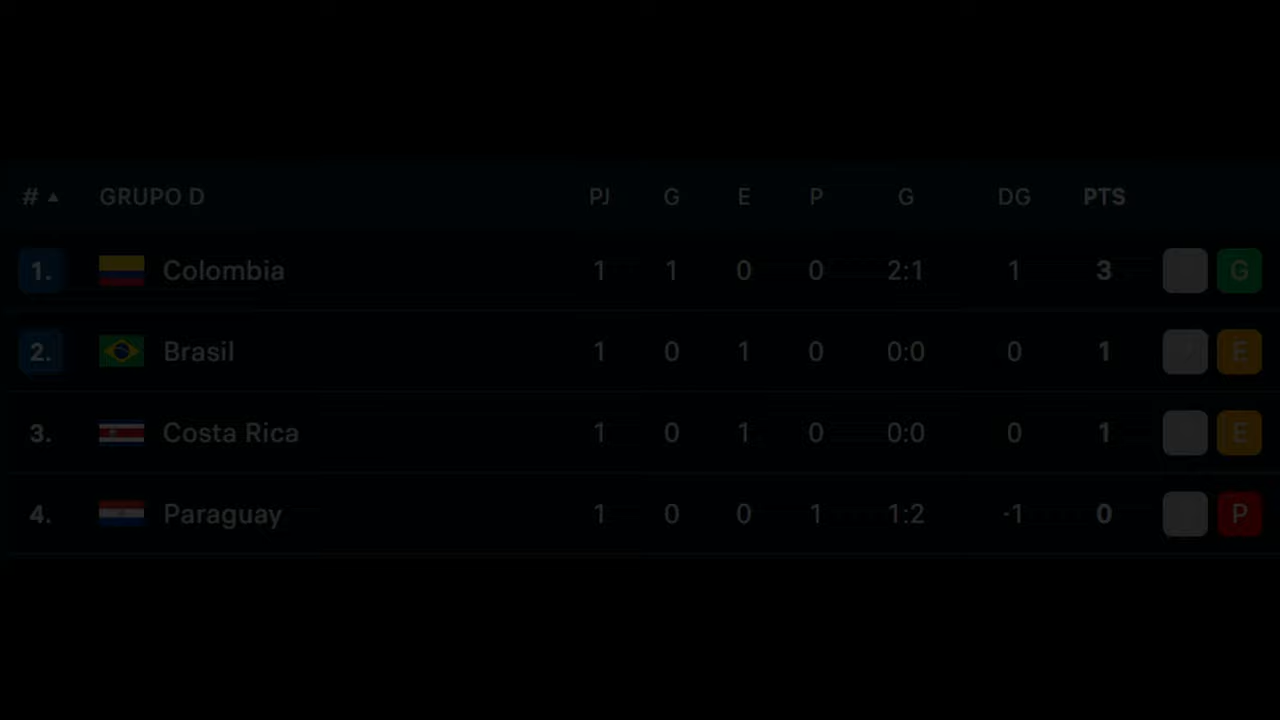 # ▲ GRUPO D PJ G E P G DG PTS
1. Colombia 1 1 0 0 2:1 1 3 G
2. Brasil 1 0 1 0 0:0 0 1 E
3. Costa Rica 1 0 1 0 0:0 0 1 E
4. Paraguay 1 0 0 1 1:2 -1 0 P